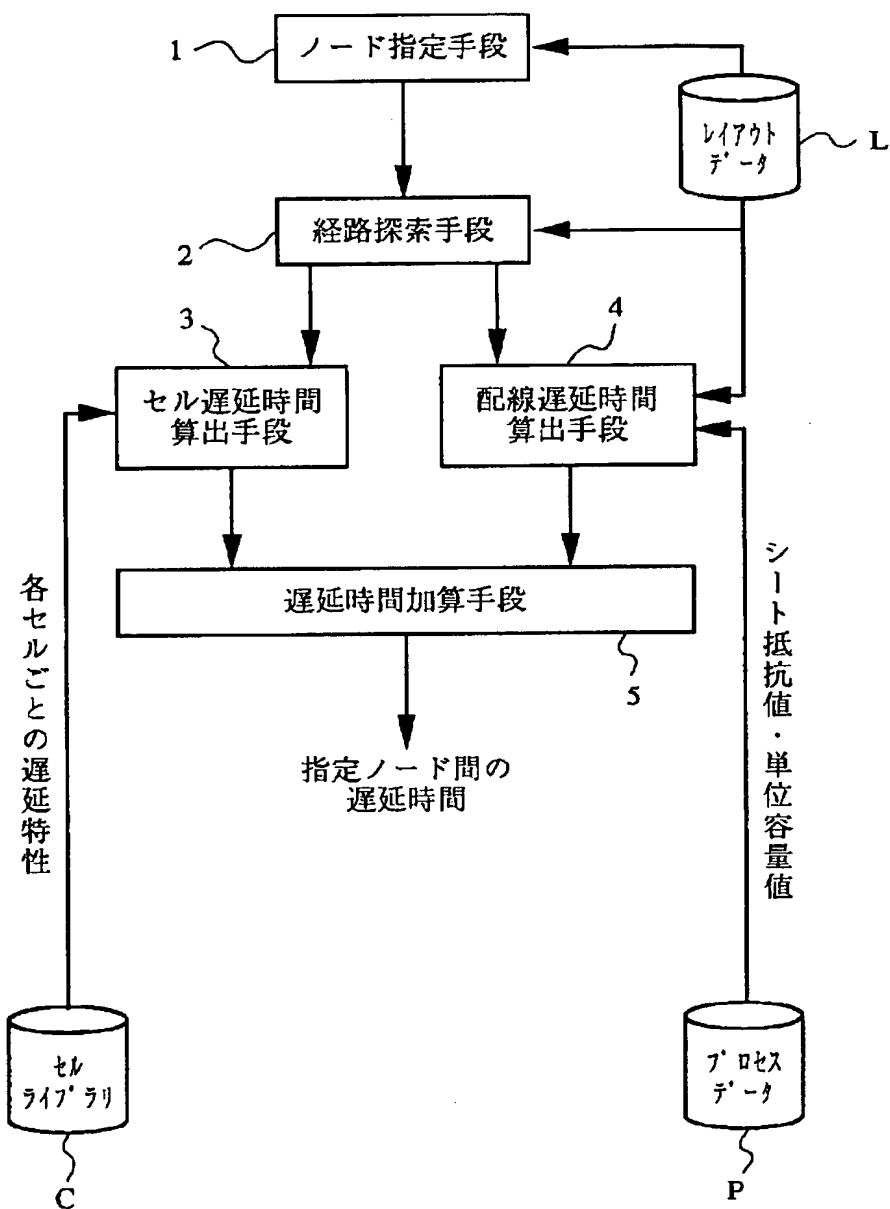 1
ノード指定手段
レイアウト
データ
L
2
経路探索手段
3
4
セル遅延時間
算出手段
配線遅延時間
算出手段
遅延時間加算手段
5
指定ノード間の
遅延時間
各セルごとの遅延特性
シート抵抗値・単位容量値
セル
ライブラリ
C
プロセス
データ
P